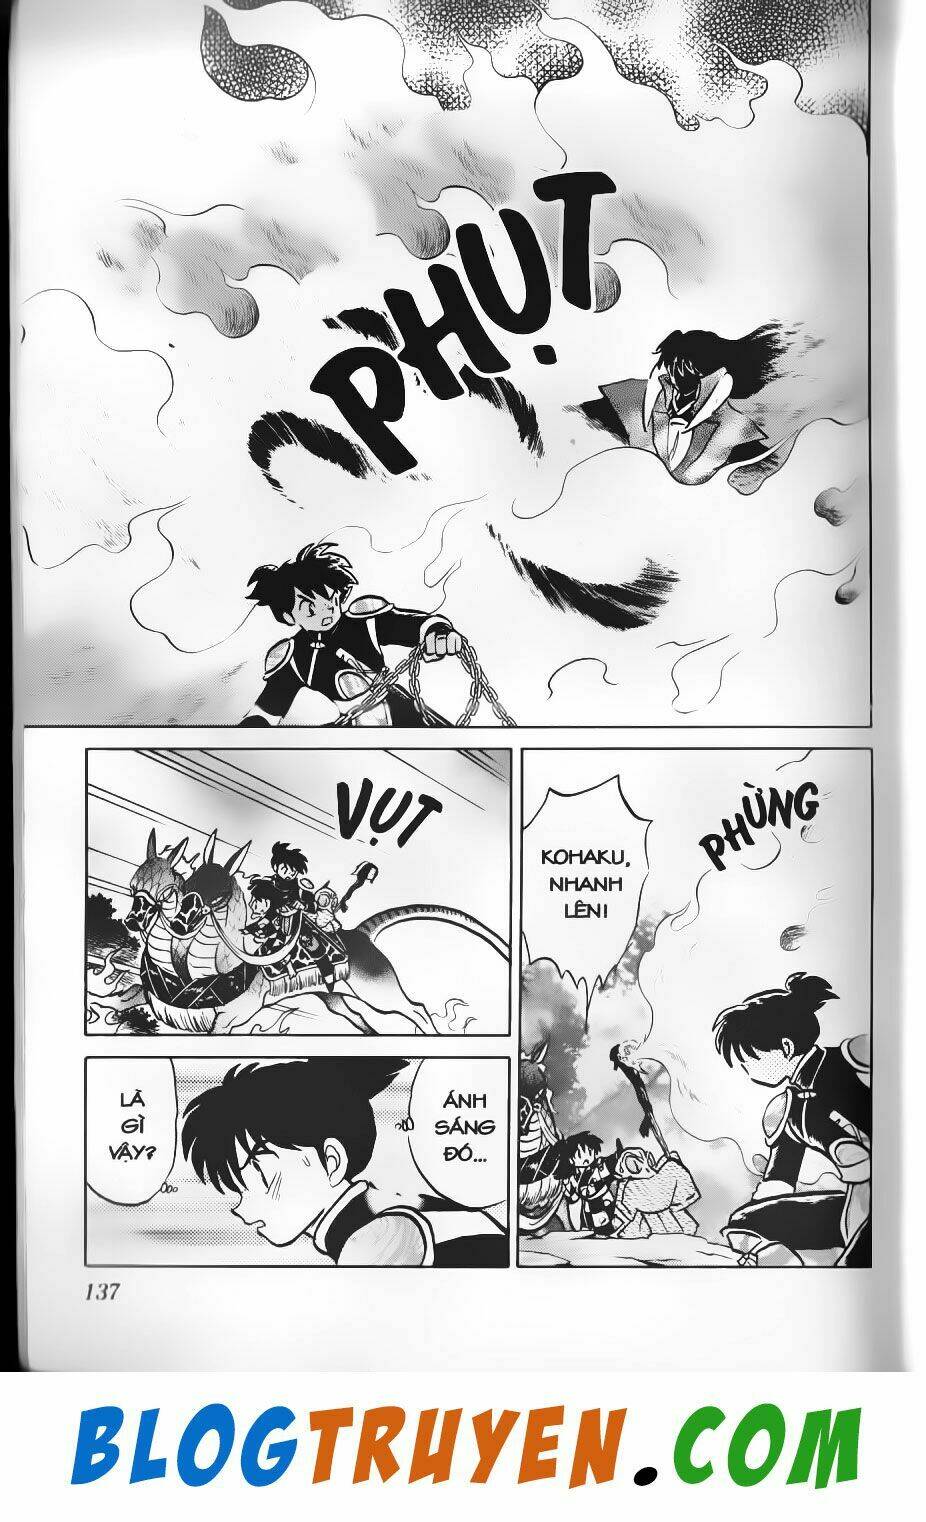 PHỤT
PHỪNG
KOHAKU,
NHANH
LÊN!
VỤT
ÁNH
SÁNG
ĐÓ...
LÀ
GÌ
VẬY?
137
BLOGTRUYEN.COM